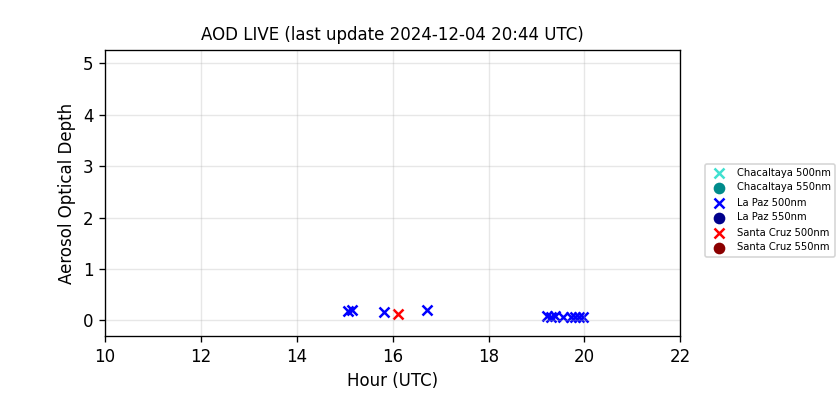 AOD LIVE (last update 2024-12-04 20:44 UTC)
Aerosol Optical Depth
5
4
3
2
1
0
10 12 14 16 18 20 22
Hour (UTC)
Chacaltaya 500nm
Chacaltaya 550nm
La Paz 500nm
La Paz 550nm
Santa Cruz 500nm
Santa Cruz 550nm